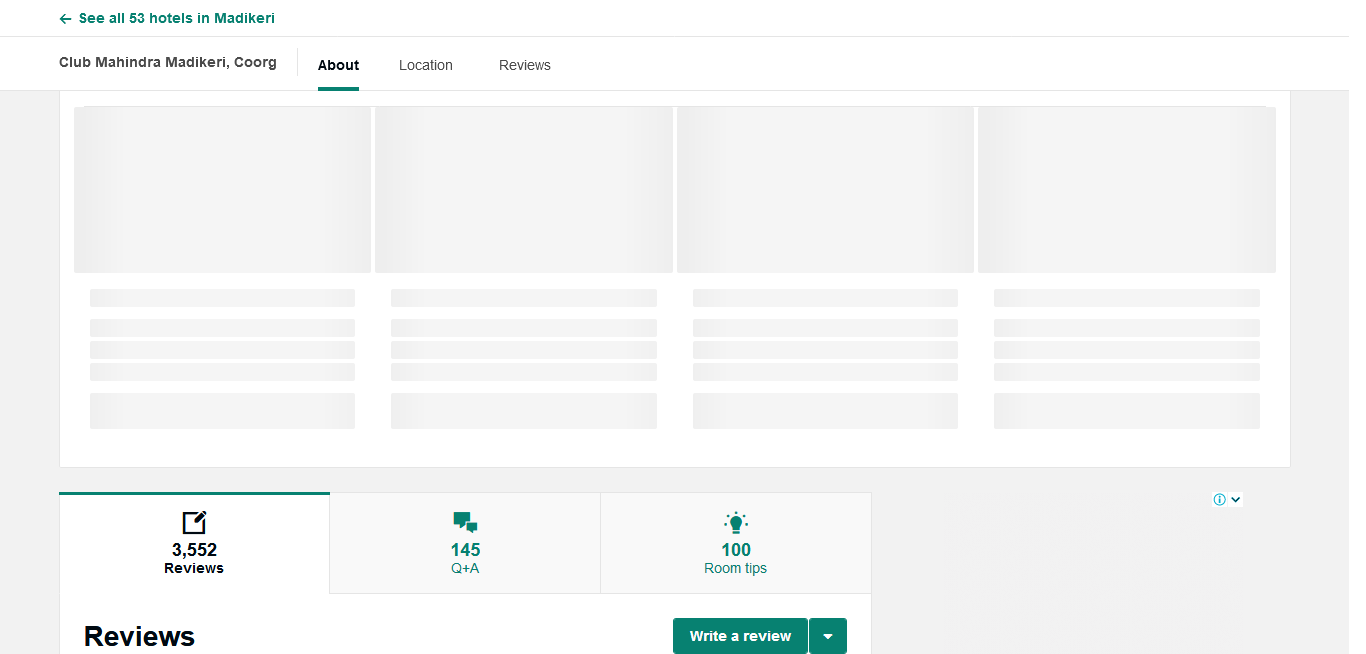 See all 53 hotels in Madikeri
Club Mahindra Madikeri, Coorg
About
Location
Reviews
3,552
Reviews
145
Q+A
100
Room tips
Reviews
Write a review